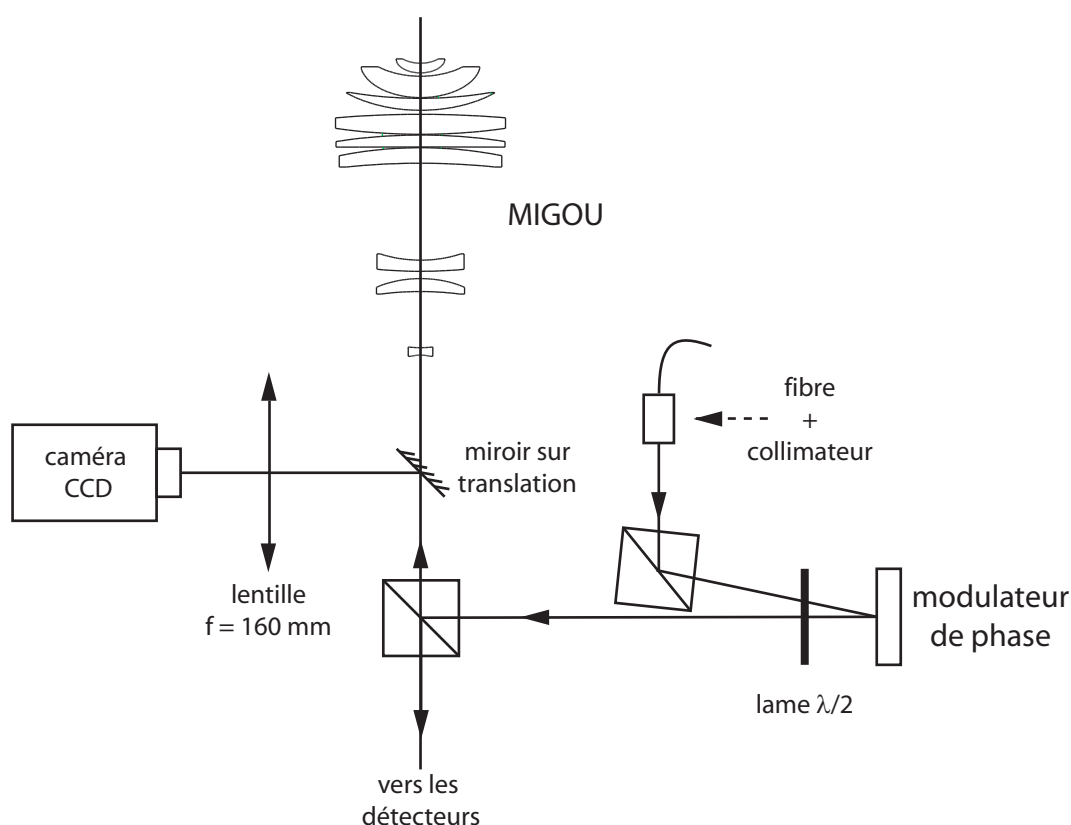 MIGOU
fibre
+
collimateur
caméra
CCD
miroir sur
translation
lentille
f = 160 mm
modulateur
de phase
lame λ/2
vers les
détecteurs